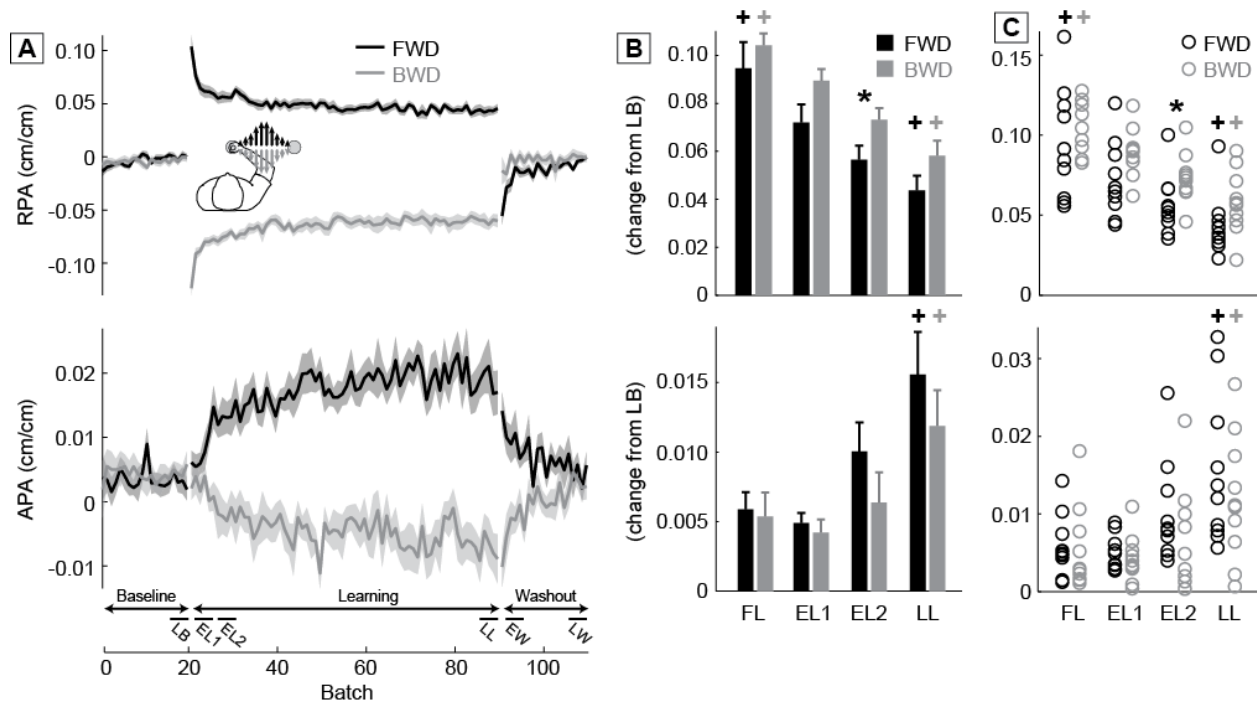 A
RPA (cm/cm)
0.10
0.05
0
-0.05
-0.10
FWD
BWD
APA (cm/cm)
0.02
0.01
0
-0.01
Baseline
Learning
Washout
LB
EL1
EL2
LL
EW
LW
0 20 40 60 80 100
Batch
B
+ +
FWD
BWD
*
+ +
(change from LB)
0.10
0.08
0.06
0.04
0.02
0
+ +
(change from LB)
0.015
0.010
0.005
0
FL EL1 EL2 LL
C
+ +
FWD
BWD
*
+ +
0.15
0.10
0.05
0
+ +
0.03
0.02
0.01
0
FL EL1 EL2 LL